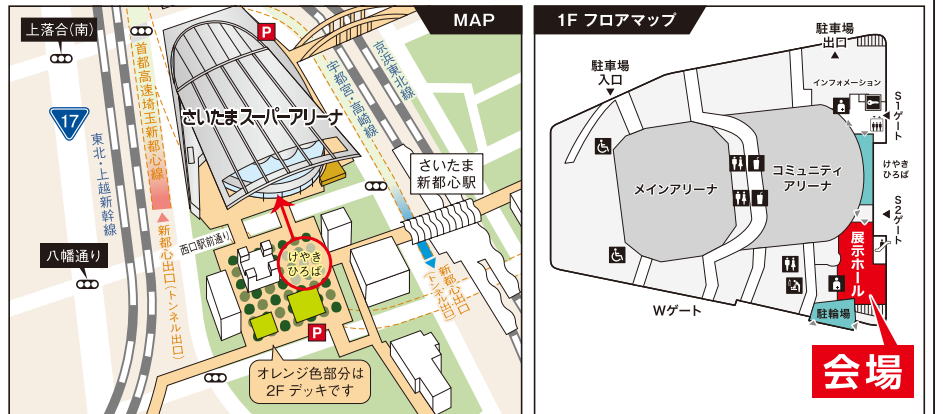 MAP
上落合(南)
P
首都高速埼玉新都心線
宇都宮・高崎線
京浜東北線
17
さいたまスーパーアリーナ
東北・上越新幹線
さいたま
新都心駅
▲新都心出口(トンネル出口)
西口駅前通り
八幡通り
けやき
ひろば
新都心出口
(トンネル出口)
P
オレンジ色部分は
2F デッキです
1F フロアマップ
駐車場
出口
▲
駐車場
入口
▼
インフォメーション
S1ゲート
けやき
ひろば
メインアリーナ
コミュニティ
アリーナ
S2ゲート
展示ホール
Wゲート
駐輪場
会場